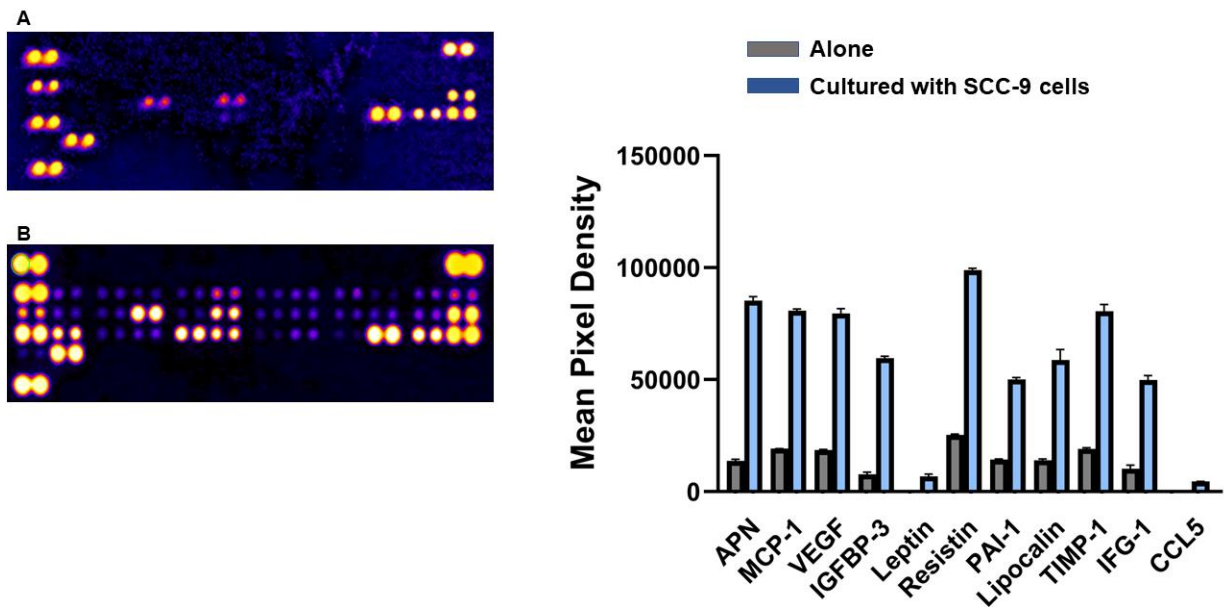 A
B
Alone
Cultured with SCC-9 cells
Mean Pixel Density
150000
100000
50000
0
APN
MCP-1
VEGF
IGFBP-3
Leptin
Resistin
PAI-1
Lipocalin
TIMP-1
IFG-1
CCL5